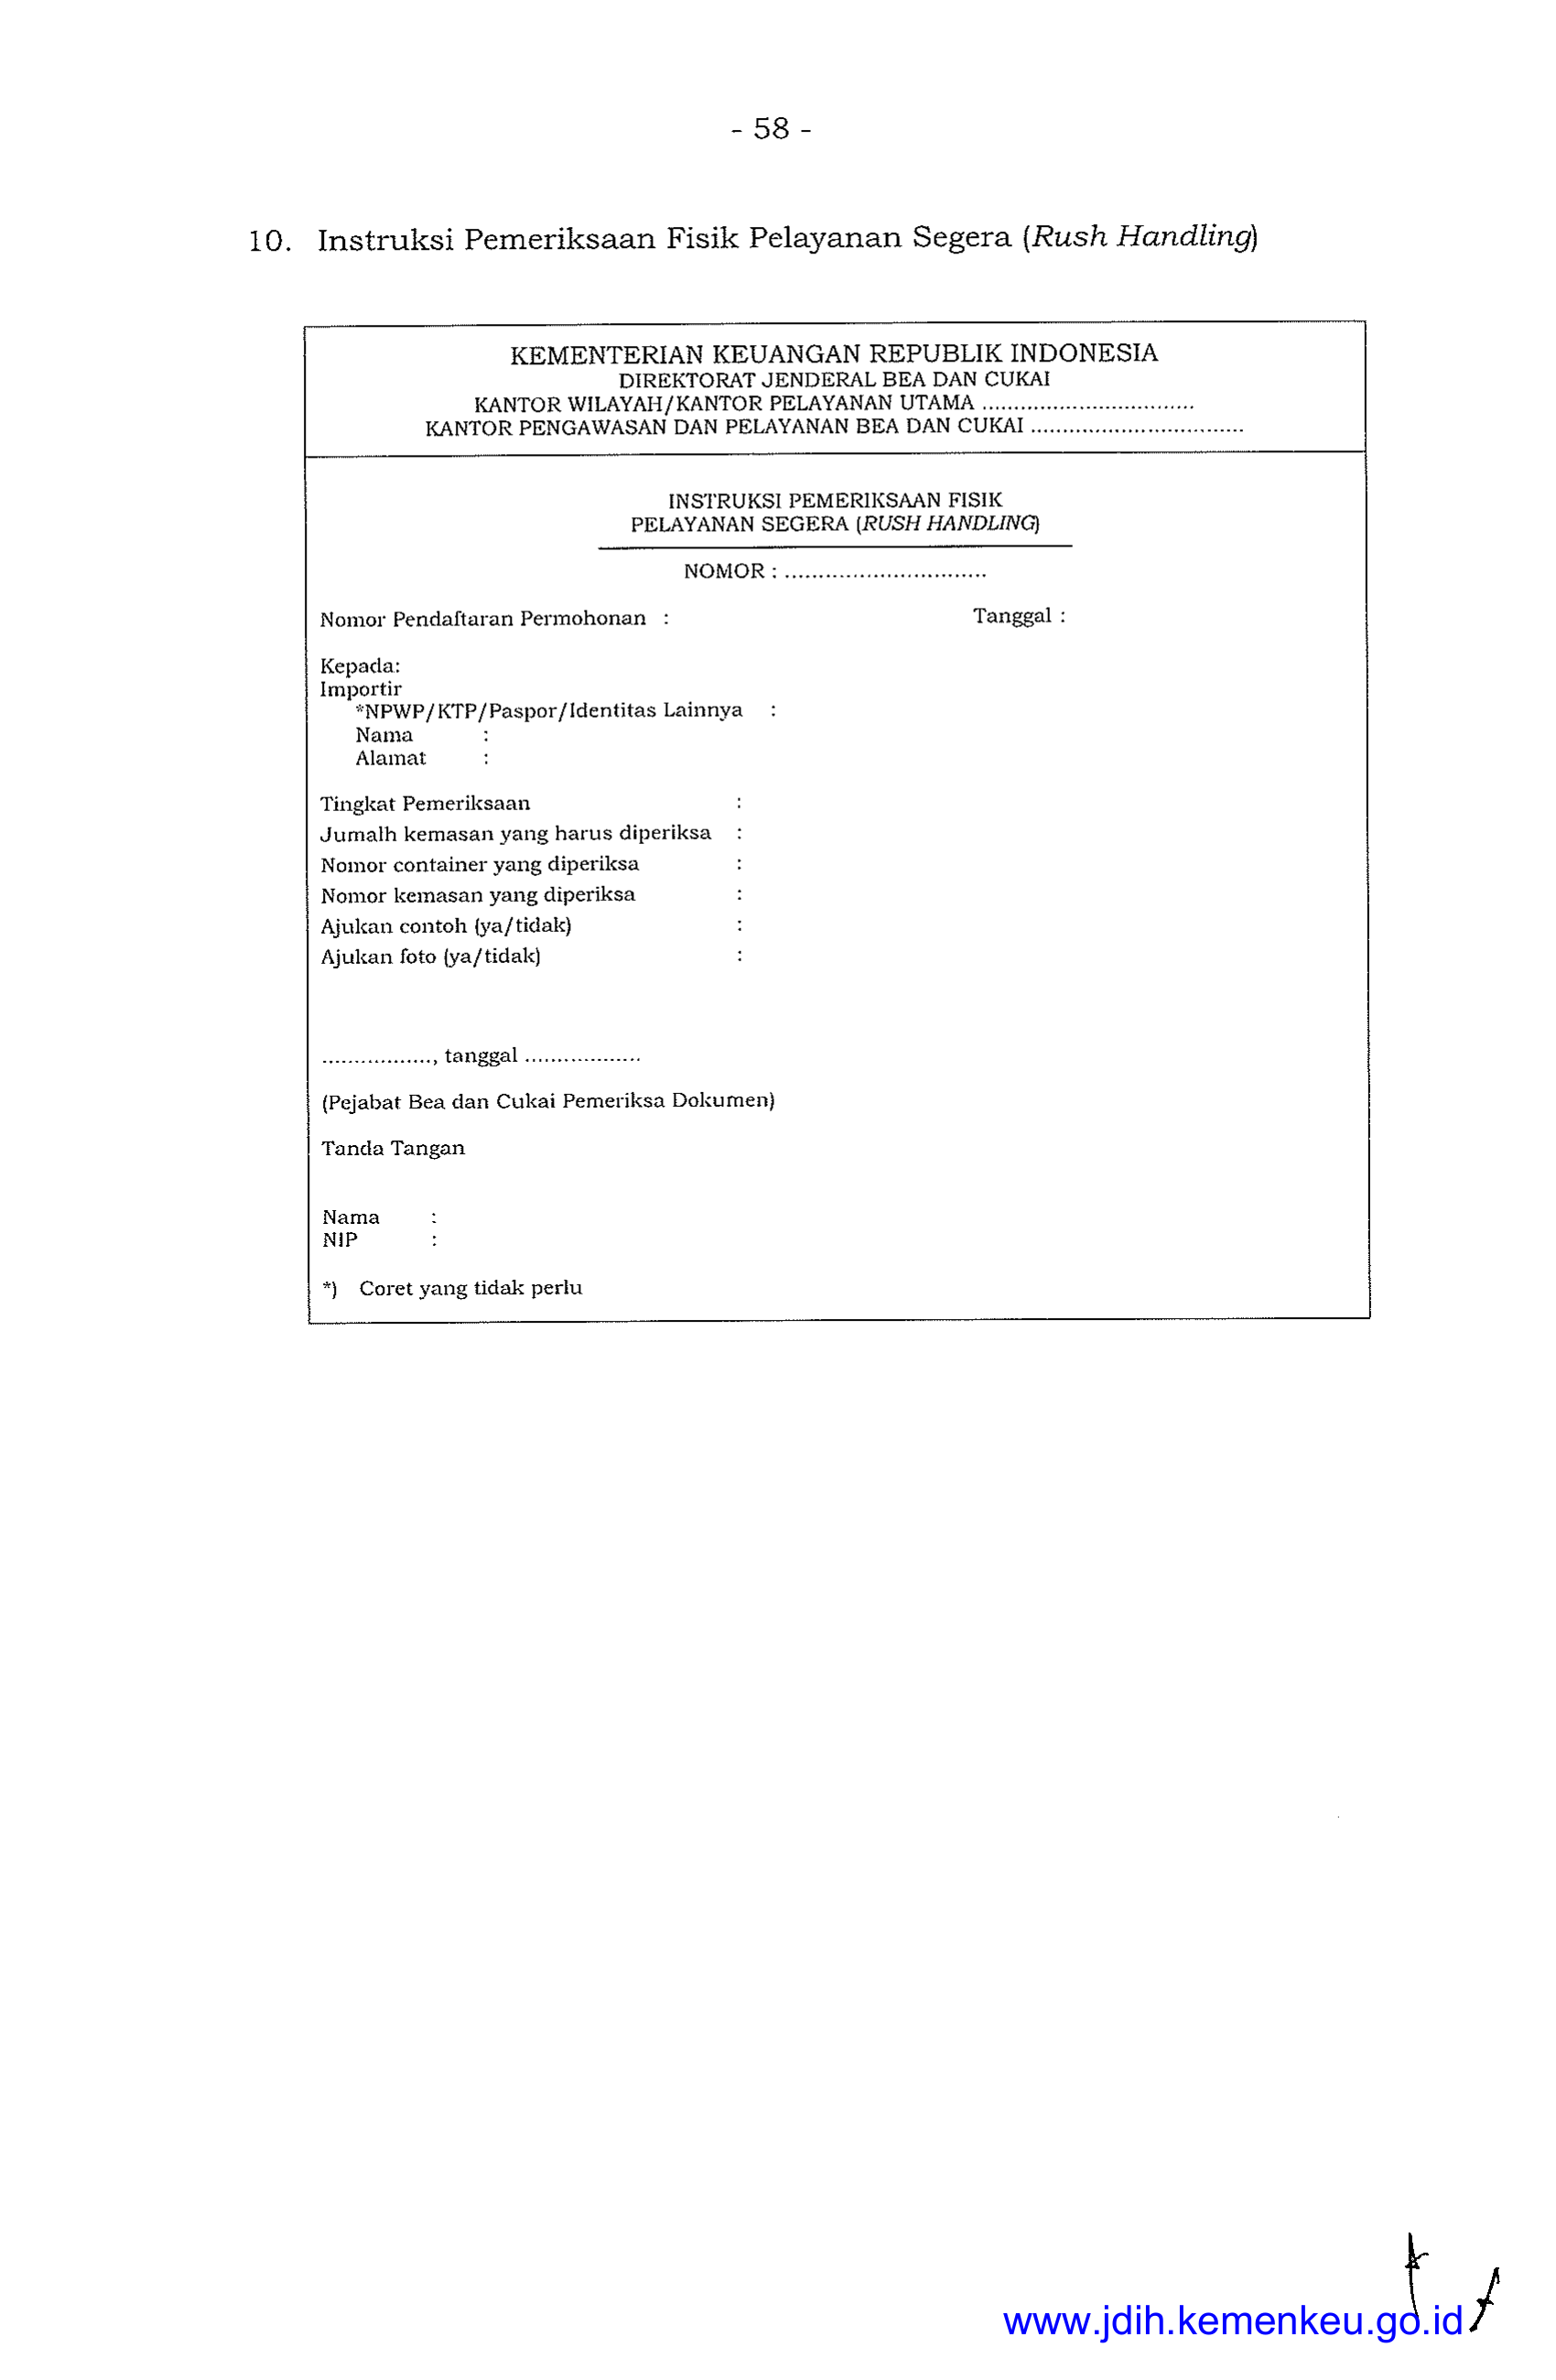 - 58 -
10. Instruksi Pemeriksaan Fisik Pelayanan Segera (Rush Handling)
KEMENTERIAN KEUANGAN REPUBLIK INDONESIA
DIREKTORAT JENDERAL BEA DAN CUKAI
KANTOR WILAYAH/KANTOR PELAYANAN UTAMA .................................
KANTOR PENGAWASAN DAN PELAYANAN BEA DAN CUKAI .................................
INSTRUKSI PEMERIKSAAN FISIK
PELAYANAN SEGERA (RUSH HANDLING)
NOMOR : ..............................
Nomor Pendaftaran Permohonan : Tanggal :
Kepada:
Importir
*NPWP/KTP/Paspor/Identitas Lainnya :
Nama :
Alamat :
Tingkat Pemeriksaan :
Jumalh kemasan yang harus diperiksa :
Nomor container yang diperiksa :
Nomor kemasan yang diperiksa :
Ajukan contoh (ya/tidak) :
Ajukan foto (ya/tidak) :
................., tanggal ..................
(Pejabat Bea dan Cukai Pemeriksa Dokumen)
Tanda Tangan
Nama :
NIP :
*) Coret yang tidak perlu
www.jdih.kemenkeu.go.id